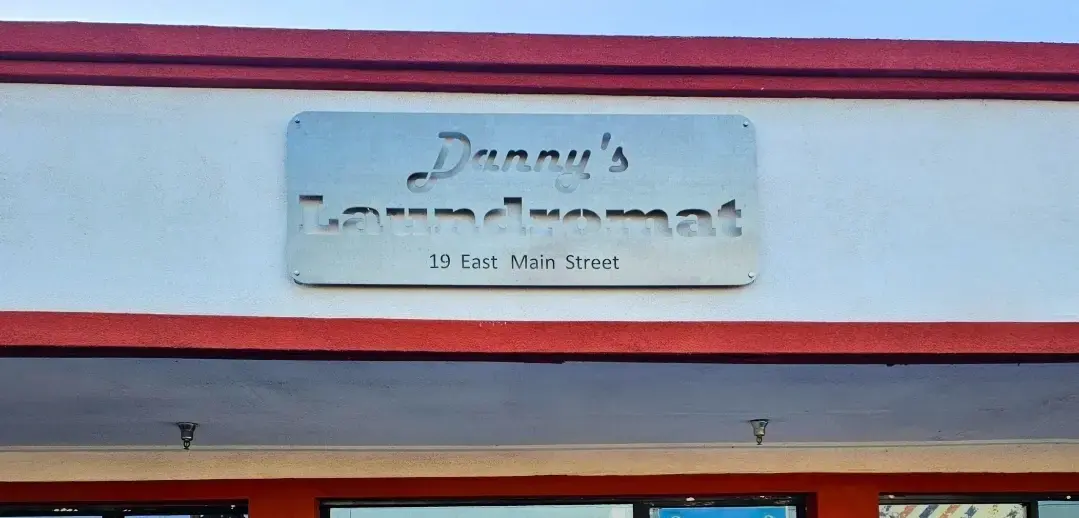 Danny's
Laundromat
19 East Main Street